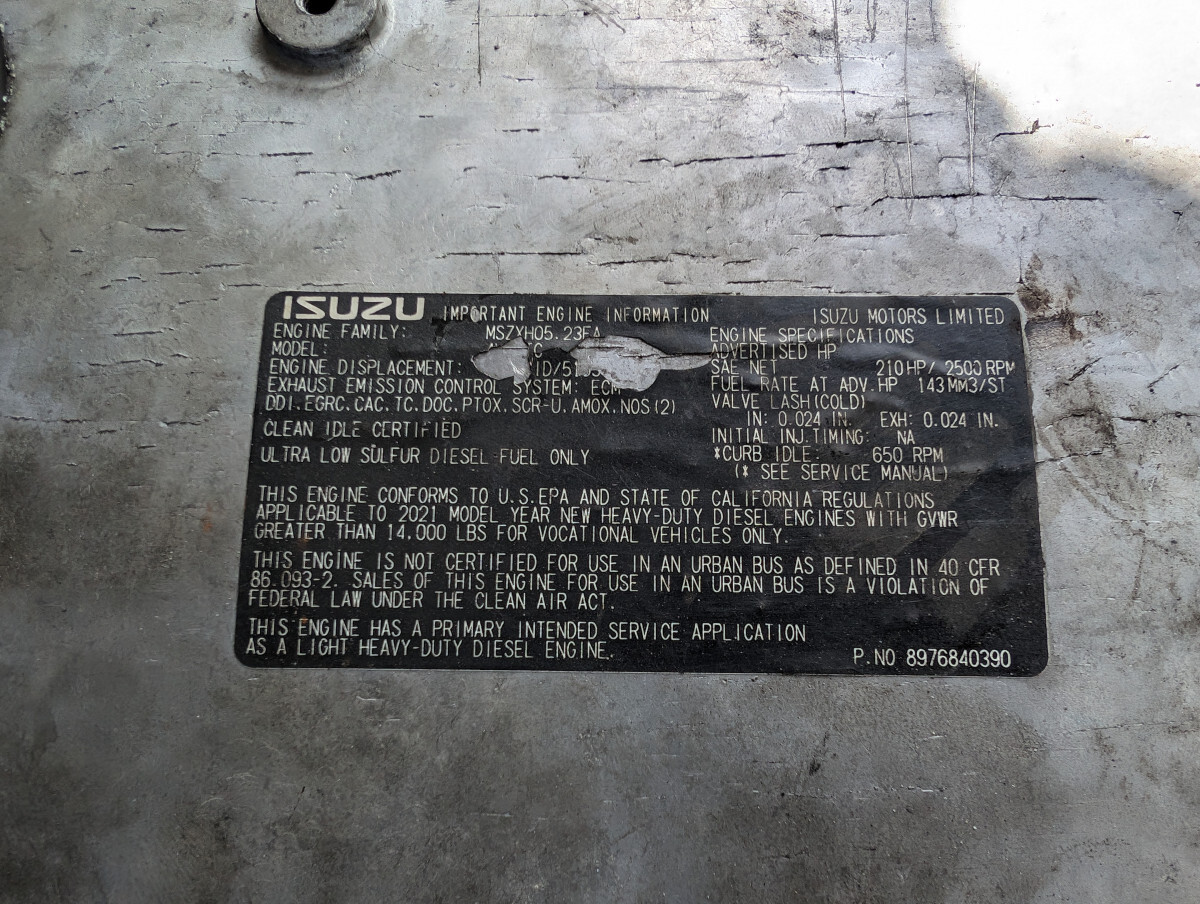 ISUZU IMPORTANT ENGINE INFORMATION ISUZU MOTORS LIMITED
ENGINE FAMILY: MSZXH05.23FA
MODEL:
ENGINE DISPLACEMENT:
EXHAUST EMISSION CONTROL SYSTEM: ECM
DDI.EGRC.CAC.TC.DOC.PTOX.SCR-U.AMOX.NOS(2)
CLEAN IDLE CERTIFIED
ULTRA LOW SULFUR DIESEL FUEL ONLY
ENGINE SPECIFICATIONS
ADVERTISED HP
SAE NET 210HP/ 2500RPM
FUEL RATE AT ADV.HP 143MM3/ST
VALVE LASH(COLD)
IN: 0.024 IN. EXH: 0.024 IN.
INITIAL INJ.TIMING: NA
*CURB IDLE: 650 RPM
(* SEE SERVICE MANUAL)
THIS ENGINE CONFORMS TO U.S.EPA AND STATE OF CALIFORNIA REGULATIONS
APPLICABLE TO 2021 MODEL YEAR NEW HEAVY-DUTY DIESEL ENGINES WITH GVWR
GREATER THAN 14.000 LBS FOR VOCATIONAL VEHICLES ONLY.
THIS ENGINE IS NOT CERTIFIED FOR USE IN AN URBAN BUS AS DEFINED IN 40 CFR
86.093-2. SALES OF THIS ENGINE FOR USE IN AN URBAN BUS IS A VIOLATION OF
FEDERAL LAW UNDER THE CLEAN AIR ACT.
THIS ENGINE HAS A PRIMARY INTENDED SERVICE APPLICATION
AS A LIGHT HEAVY-DUTY DIESEL ENGINE.
P.NO 8976840390